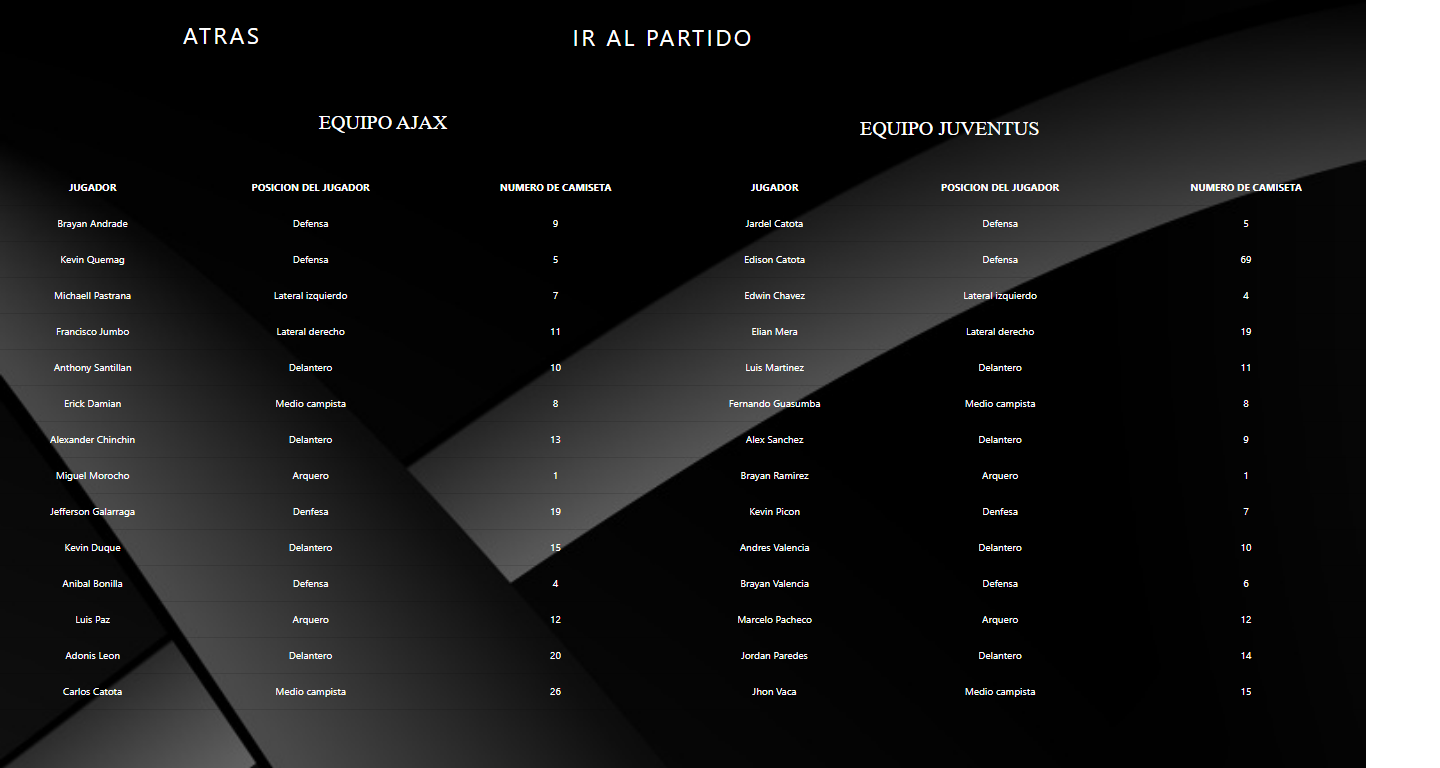 ATRAS IR AL PARTIDO
EQUIPO AJAX EQUIPO JUVENTUS
JUGADOR POSICION DEL JUGADOR NUMERO DE CAMISETA JUGADOR POSICION DEL JUGADOR NUMERO DE CAMISETA
Brayan Andrade Defensa 9 Jardel Catota Defensa 5
Kevin Quemag Defensa 5 Edison Catota Defensa 69
Michaell Pastrana Lateral izquierdo 7 Edwin Chavez Lateral izquierdo 4
Francisco Jumbo Lateral derecho 11 Elian Mera Lateral derecho 19
Anthony Santillan Delantero 10 Luis Martinez Delantero 11
Erick Damian Medio campista 8 Fernando Guasumba Medio campista 8
Alexander Chinchin Delantero 13 Alex Sanchez Delantero 9
Miguel Morocho Arquero 1 Brayan Ramirez Arquero 1
Jefferson Galarraga Denfesa 19 Kevin Picon Denfesa 7
Kevin Duque Delantero 15 Andres Valencia Delantero 10
Anibal Bonilla Defensa 4 Brayan Valencia Defensa 6
Luis Paz Arquero 12 Marcelo Pacheco Arquero 12
Adonis Leon Delantero 20 Jordan Paredes Delantero 14
Carlos Catota Medio campista 26 Jhon Vaca Medio campista 15